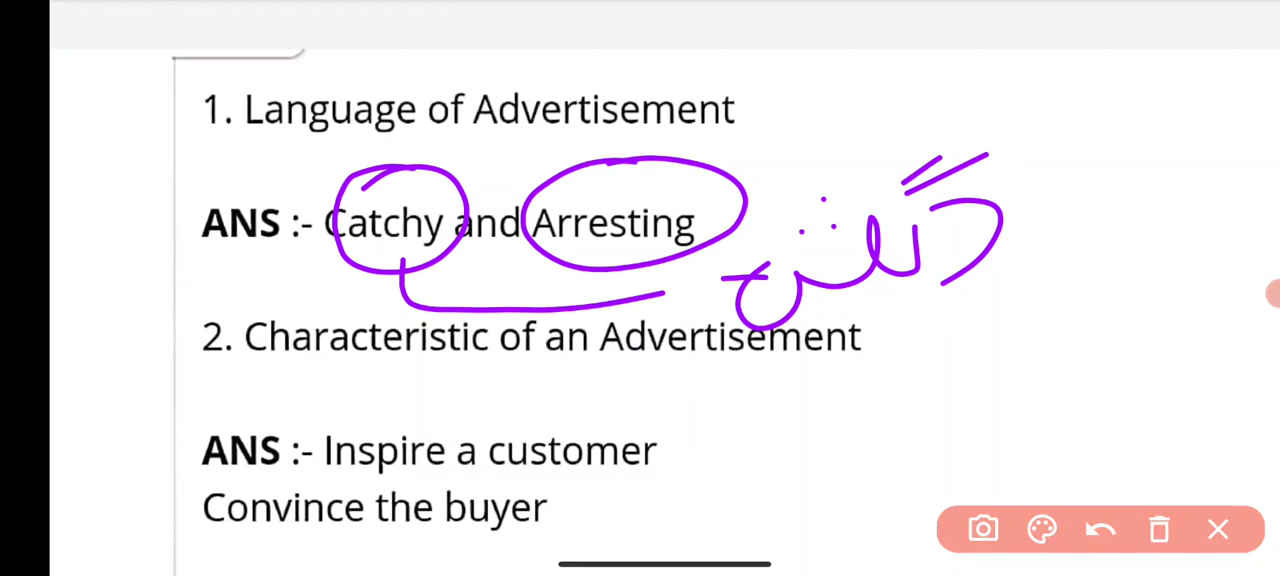 1. Language of Advertisement
ANS :- Catchy and Arresting
2. Characteristic of an Advertisement
ANS :- Inspire a customer
Convince the buyer